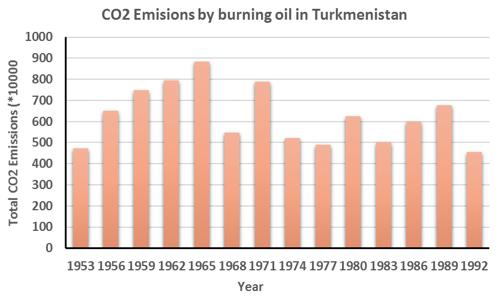 CO2 Emisions by burning oil in Turkmenistan
Total CO2 Emissions (*10000
1000
900
800
700
600
500
400
300
200
100
0
1953 1956 1959 1962 1965 1968 1971 1974 1977 1980 1983 1986 1989 1992
Year